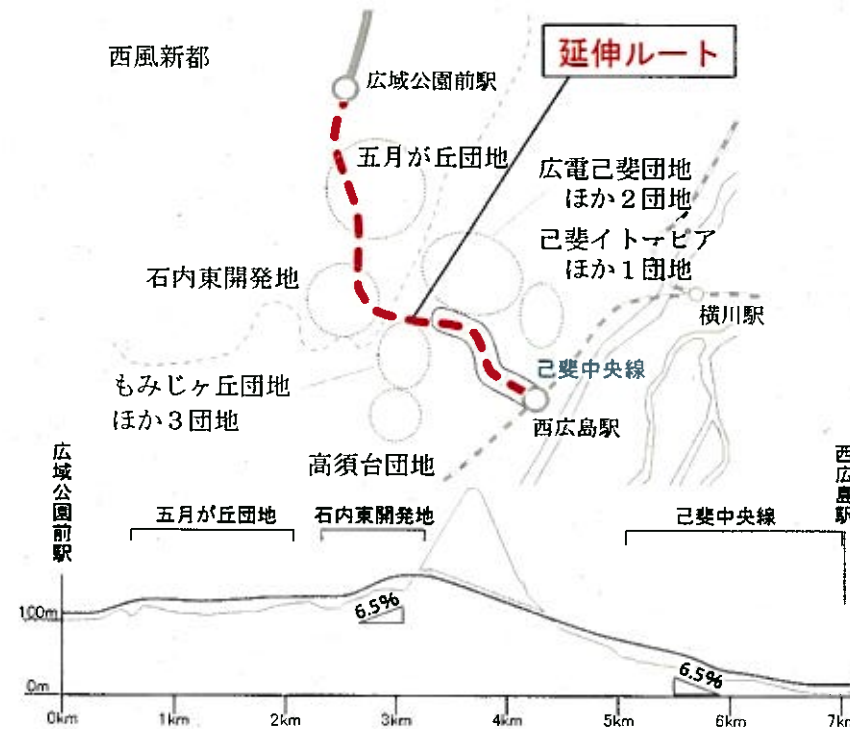 西風新都
延伸ルート
広域公園前駅
五月が丘団地
広電己斐団地
ほか２団地
己斐イトーピア
ほか１団地
石内東開発地
横川駅
己斐中央線
もみじヶ丘団地
ほか３団地
西広島駅
高須台団地
広域公園前駅
五月が丘団地
石内東開発地
己斐中央線
西広島駅
100m
6.5%
6.5%
0m
0km
1km
2km
3km
4km
5km
6km
7km